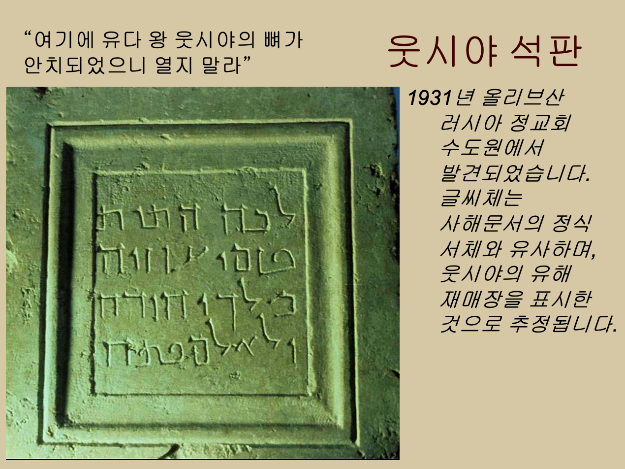 “여기에 유다 왕 웃시야의 뼈가
안치되었으니 열지 말라”
웃시야 석판
1931년 올리브산
러시아 정교회
수도원에서
발견되었습니다.
글씨체는
사해문서의 정식
서체와 유사하며,
웃시야의 유해
재매장을 표시한
것으로 추정됩니다.
לכה התית
טמי עוזיה
מלך יהודה
ולא למפתח